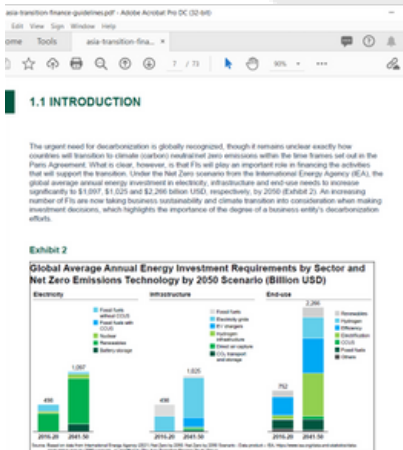 asia-transition-finance-guidelines.pdf - Adobe Acrobat Pro DC (32-bit)
Edit View Sign Window Help
ome Tools asia-transition-fina... ×
7 / 73 90%
1.1 INTRODUCTION
The urgent need for decarbonization is globally recognized, though it remains unclear exactly how
countries will transition to climate (carbon) neutral/net zero emissions within the time frames set out in the
Paris Agreement. What is clear, however, is that FIs will play an important role in financing the activities
that will support the transition. Under the Net Zero scenario from the International Energy Agency (IEA), the
global average annual energy investment in electricity, infrastructure and end-use needs to increase
significantly to $1,097, $1,025 and $2,266 billion USD, respectively, by 2050 (Exhibit 2). An increasing
number of FIs are now taking business sustainability and climate transition into consideration when making
investment decisions, which highlights the importance of the degree of a business entity's decarbonization
efforts.
Exhibit 2
Global Average Annual Energy Investment Requirements by Sector and
Net Zero Emissions Technology by 2050 Scenario (Billion USD)
Electricity Infrastructure End-use
Fossil fuels
without CCUS
Fossil fuels with
CCUS
Nuclear
Renewables
Battery storage
Fossil fuels
Electricity grids
EV chargers
Hydrogen
infrastructure
Direct air capture
CO₂ transport
and storage
Renewables
Hydrogen
Efficiency
Electrification
CCUS
Fossil fuels
Others
2,266
1,097
1,025
752
498
490
2016-20 2041-50 2016-20 2041-50 2016-20 2041-50